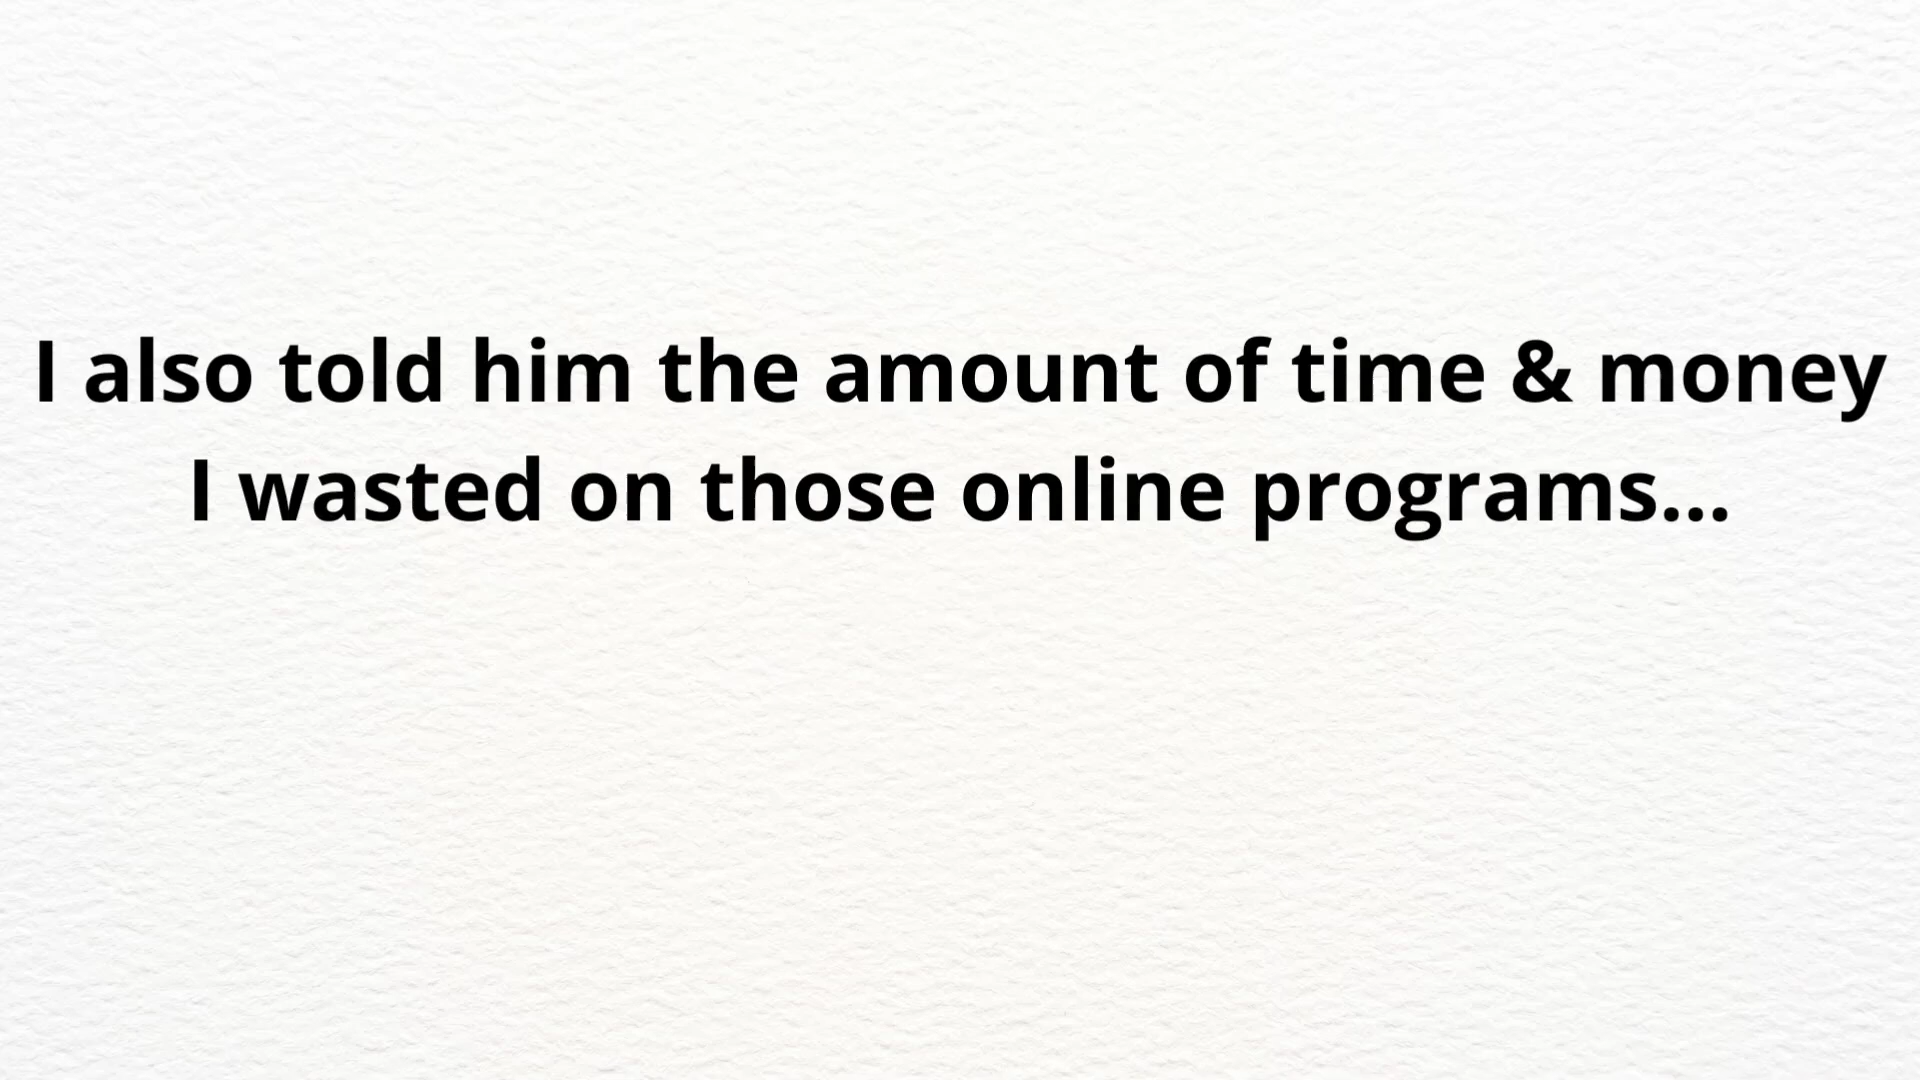 I also told him the amount of time & money
I wasted on those online programs...